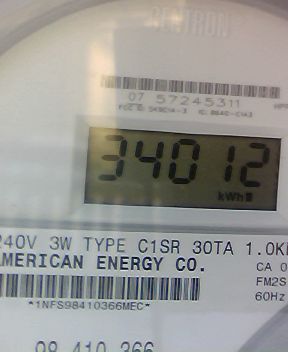 CENTRON
07 57245311
34012
kWh
240V 3W TYPE C1SR 30TA 1.0K
AMERICAN ENERGY CO.
CA 0
FM2S
60Hz
*1NFS98410366MEC*
98 410 366